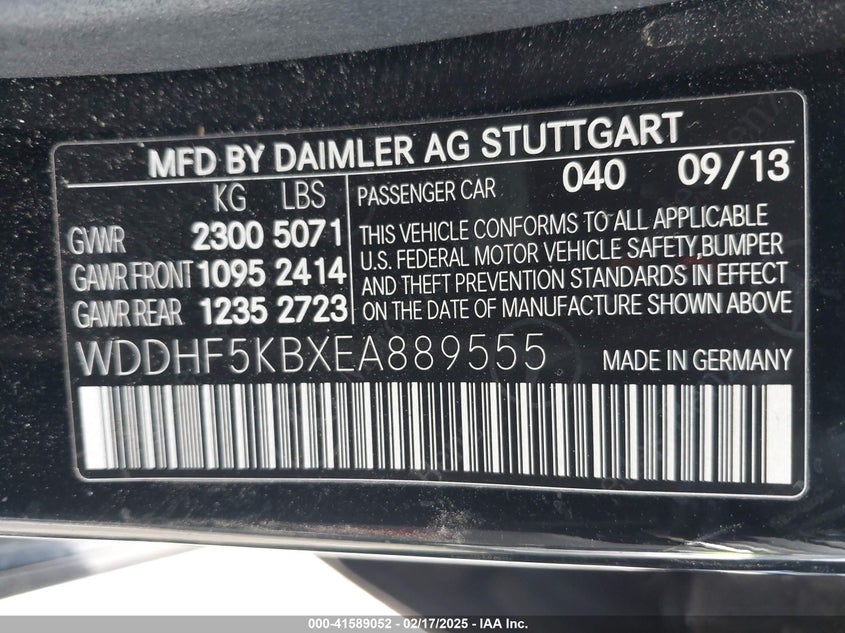 MFD BY DAIMLER AG STUTTGART
KG LBS
PASSENGER CAR 040 09/13
GVWR 2300 5071
GAWR FRONT 1095 2414
GAWR REAR 1235 2723
THIS VEHICLE CONFORMS TO ALL APPLICABLE
U.S. FEDERAL MOTOR VEHICLE SAFETY,BUMPER
AND THEFT PREVENTION STANDARDS IN EFFECT
ON THE DATE OF MANUFACTURE SHOWN ABOVE
WDDHF5KBXEA889555 MADE IN GERMANY
000-41589052 - 02/17/2025 - IAA Inc.